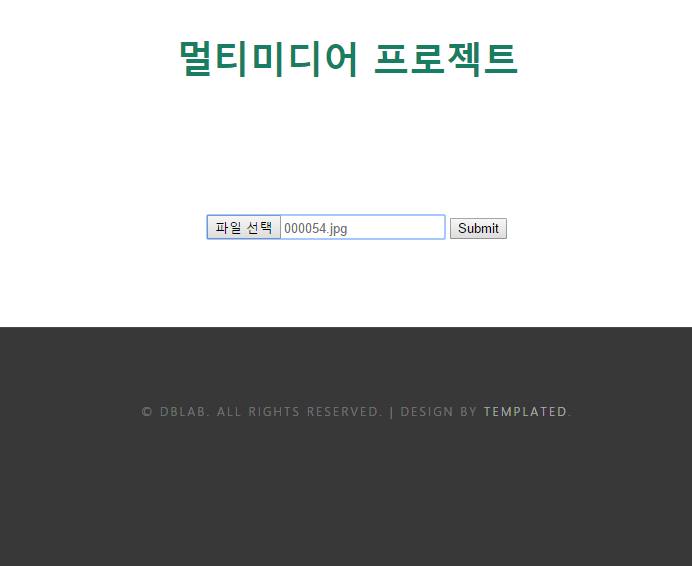 멀티미디어 프로젝트
파일 선택 000054.jpg Submit
© DBLAB. ALL RIGHTS RESERVED. | DESIGN BY TEMPLATED.